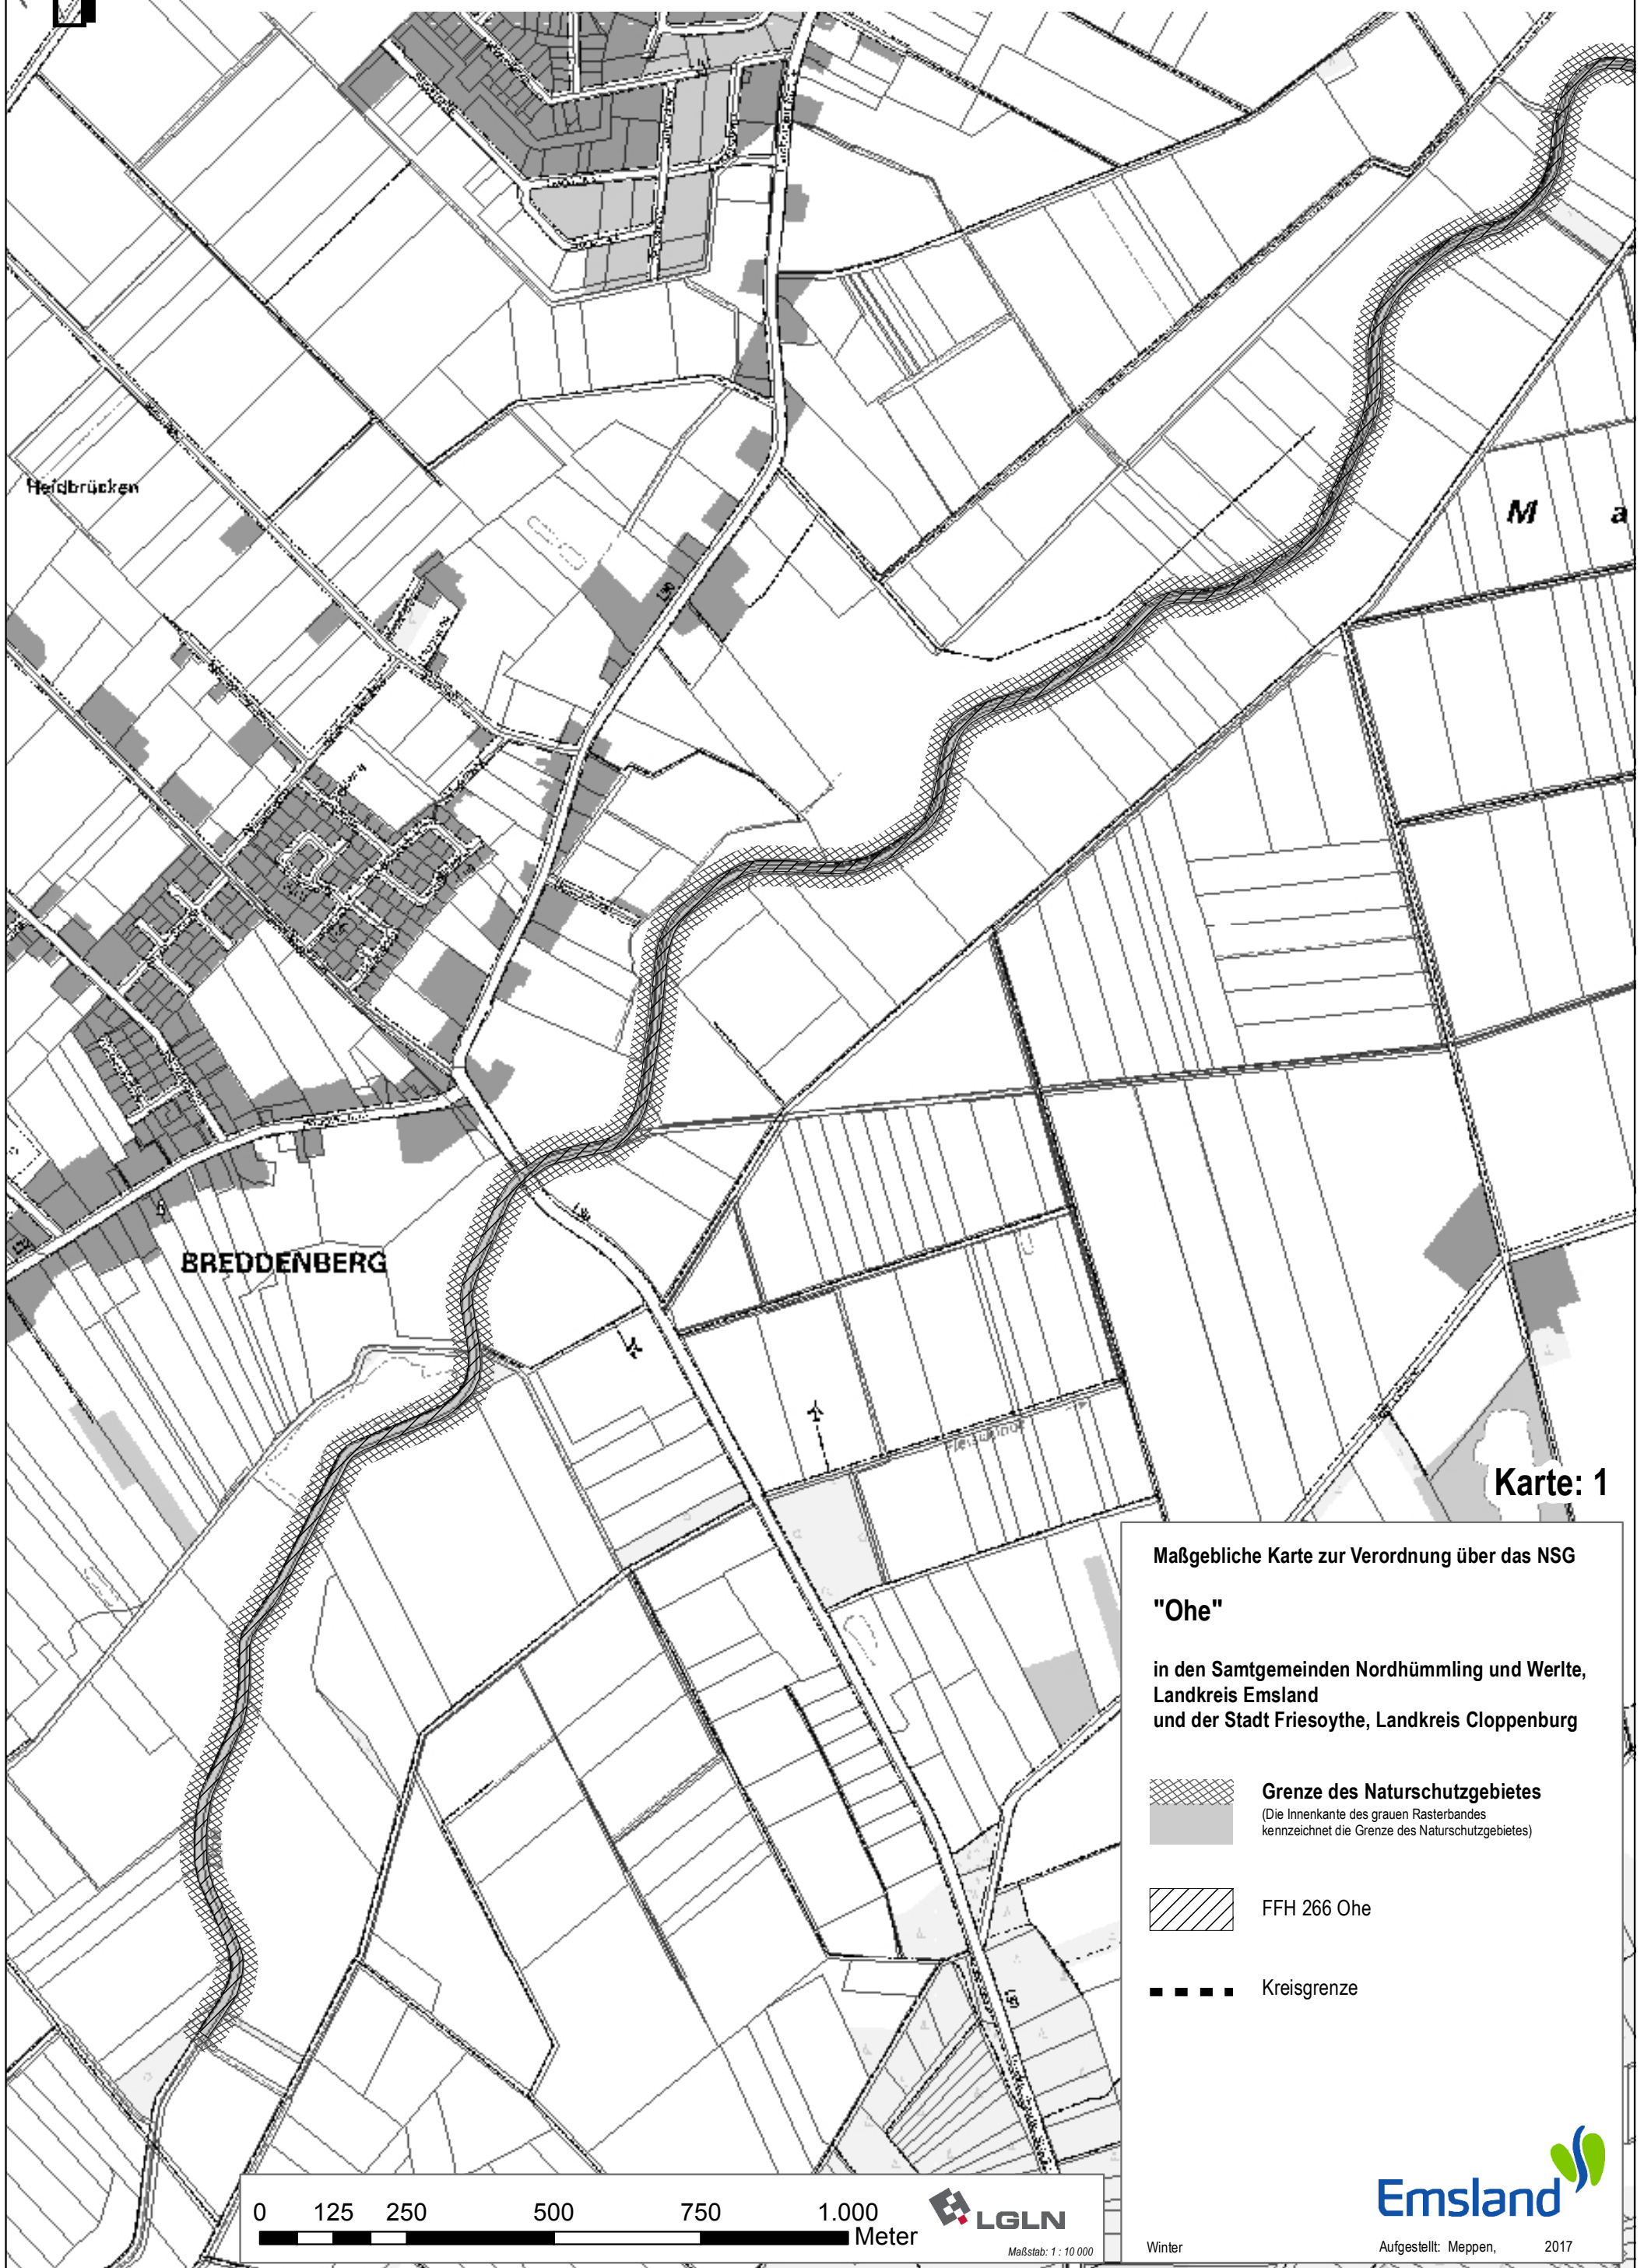 Heidbrücken
M a
L30
BREDDENBERG
Karte: 1
Maßgebliche Karte zur Verordnung über das NSG
"Ohe"
in den Samtgemeinden Nordhümmling und Werlte,
Landkreis Emsland
und der Stadt Friesoythe, Landkreis Cloppenburg
Grenze des Naturschutzgebietes
(Die Innenkante des grauen Rasterbandes
kennzeichnet die Grenze des Naturschutzgebietes)
FFH 266 Ohe
Kreisgrenze
Emsland
Winter Aufgestellt: Meppen, 2017
0 125 250 500 750 1.000
Meter
LGLN
Maßstab: 1 : 10 000